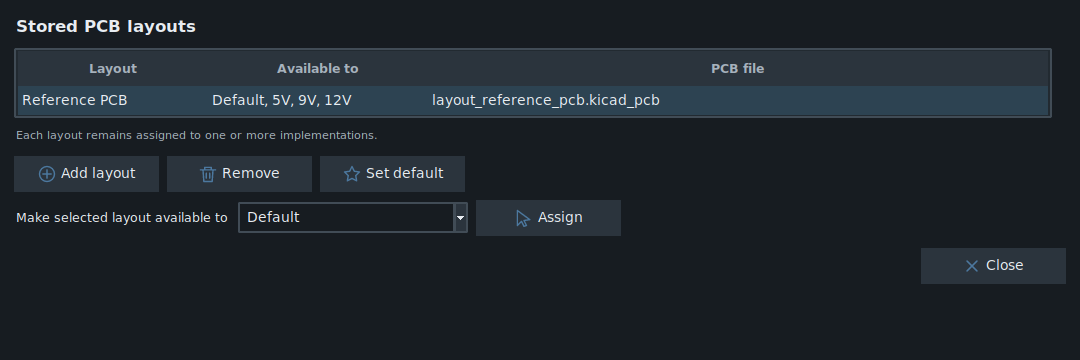 Stored PCB layouts
Layout Available to PCB file
Reference PCB Default, 5V, 9V, 12V layout_reference_pcb.kicad_pcb
Each layout remains assigned to one or more implementations.
Add layout Remove Set default
Make selected layout available to Default Assign
Close